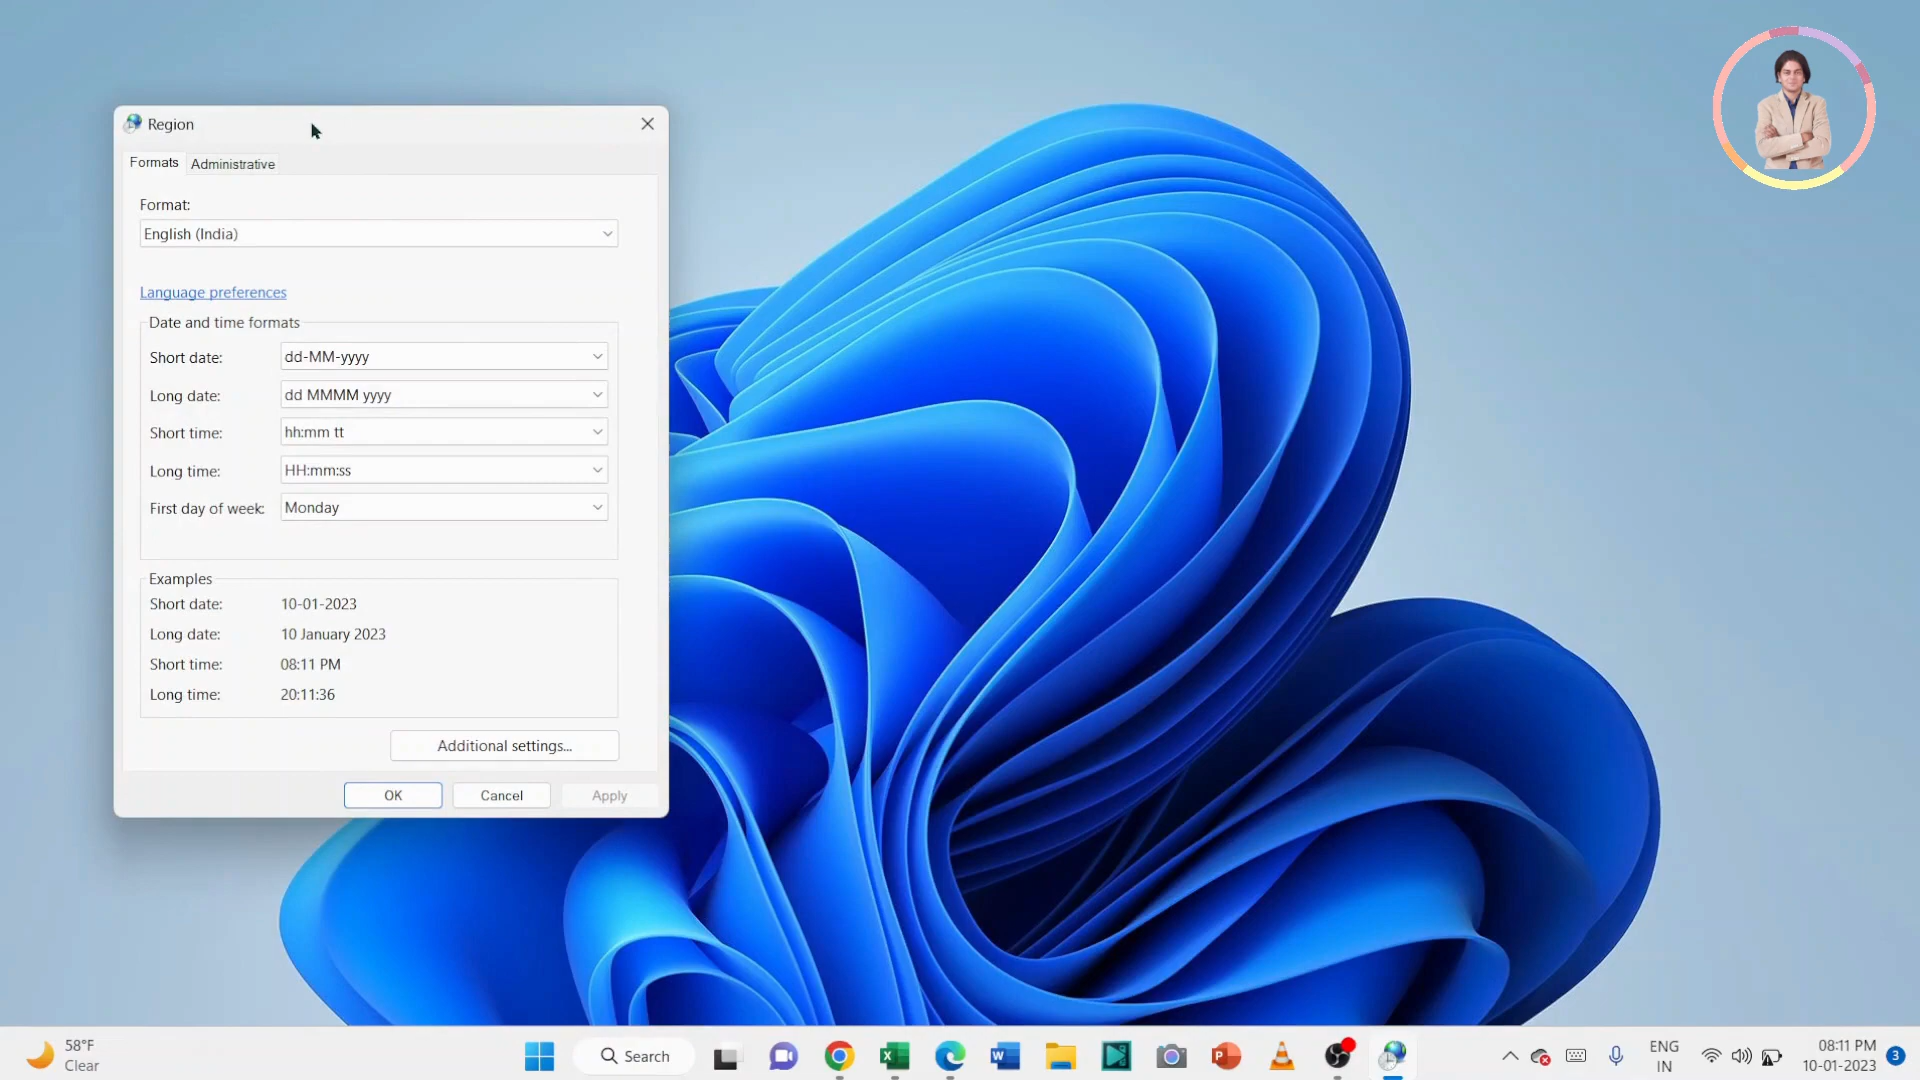 Region
Formats Administrative
Format:
English (India)
Language preferences
Date and time formats
Short date: dd-MM-yyyy
Long date: dd MMMM yyyy
Short time: hh:mm tt
Long time: HH:mm:ss
First day of week: Monday
Examples
Short date: 10-01-2023
Long date: 10 January 2023
Short time: 08:11 PM
Long time: 20:11:36
Additional settings...
OK Cancel Apply
58°F
Clear
Search
ENG
IN
08:11 PM
10-01-2023
3